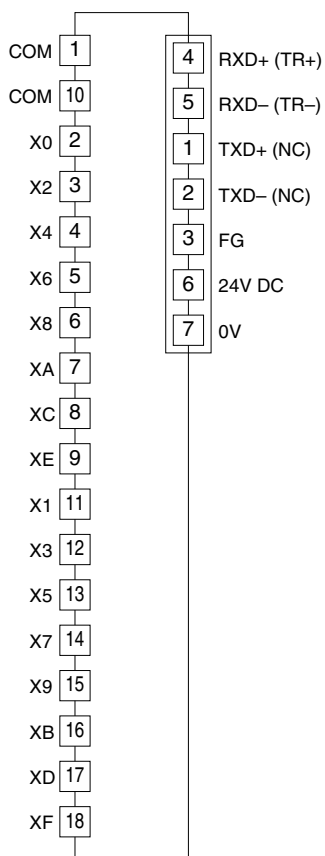 COM 1
COM 10
X0 2
X2 3
X4 4
X6 5
X8 6
XA 7
XC 8
XE 9
X1 11
X3 12
X5 13
X7 14
X9 15
XB 16
XD 17
XF 18
4 RXD+ (TR+)
5 RXD– (TR–)
1 TXD+ (NC)
2 TXD– (NC)
3 FG
6 24V DC
7 0V